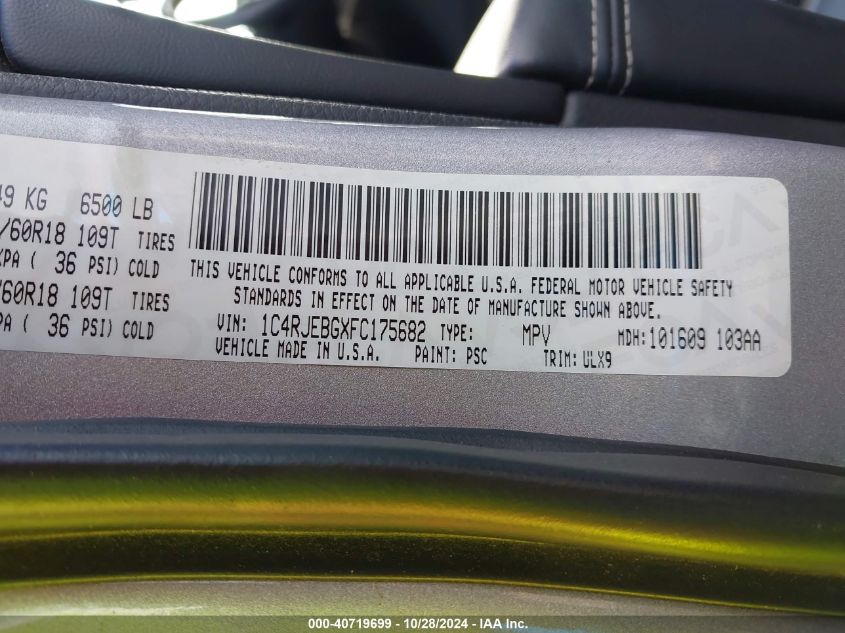 49 KG 6500 LB
/60R18 109T TIRES
KPA ( 36 PSI) COLD
/60R18 109T TIRES
PA ( 36 PSI) COLD
THIS VEHICLE CONFORMS TO ALL APPLICABLE U.S.A. FEDERAL MOTOR VEHICLE SAFETY
STANDARDS IN EFFECT ON THE DATE OF MANUFACTURE SHOWN ABOVE.
VIN: 1C4RJEBGXFC175682 TYPE: MPV MDH:101609 103AA
VEHICLE MADE IN U.S.A. PAINT: PSC TRIM:ULX9
000-40719699 - 10/28/2024 - IAA Inc.